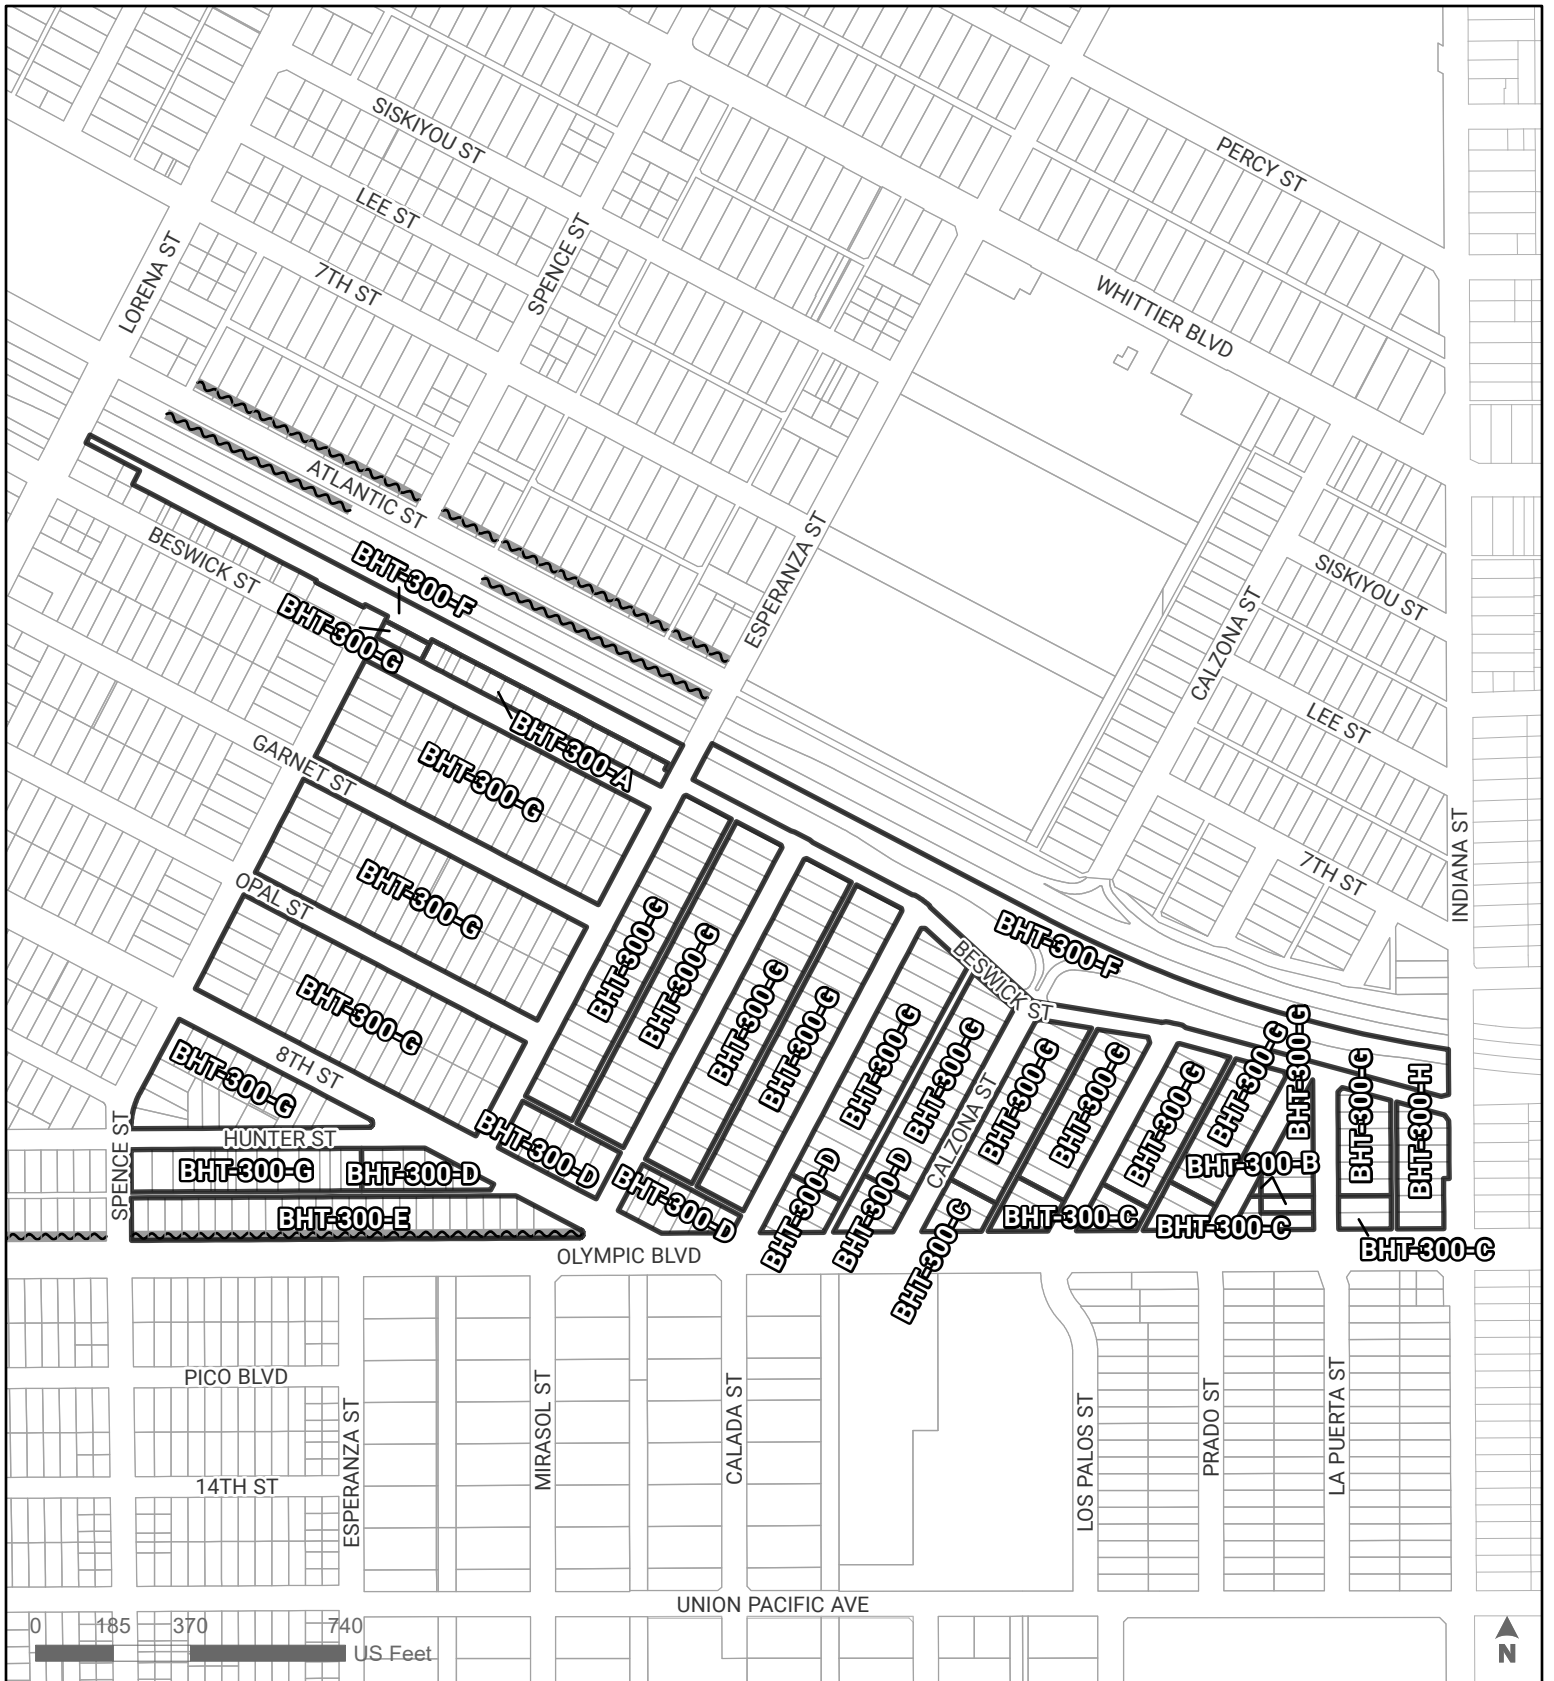 SISKIYOU ST
PERCY ST
LEE ST
SPENCE ST
LORENA ST
7TH ST
WHITTIER BLVD
ATLANTIC ST
BESWICK ST
ESPERANZA ST
BHT-300-F
SISKIYOU ST
CALZONA ST
BHT-300-G
LEE ST
BHT-300-A
GARNET ST
BHT-300-G
INDIANA ST
7TH ST
OPAL ST
BHT-300-G
BHT-300-G
BHT-300-G
BHT-300-F
BESWICK ST
BHT-300-G
BHT-300-G
BHT-300-G
8TH ST
BHT-300-G
BHT-300-G
BHT-300-G
CALZONA ST
BHT-300-G
BHT-300-G
BHT-300-G
BHT-300-G
BHT-300-G
BHT-300-G
BHT-300-H
SPENCE ST
HUNTER ST
BHT-300-G
BHT-300-D
BHT-300-D
BHT-300-D
BHT-300-D
BHT-300-D
BHT-300-B
BHT-300-E
BHT-300-C
BHT-300-C
BHT-300-C
BHT-300-C
OLYMPIC BLVD
PICO BLVD
ESPERANZA ST
MIRASOL ST
CALADA ST
LOS PALOS ST
PRADO ST
LA PUERTA ST
14TH ST
UNION PACIFIC AVE
0 185 370 740
US Feet
N